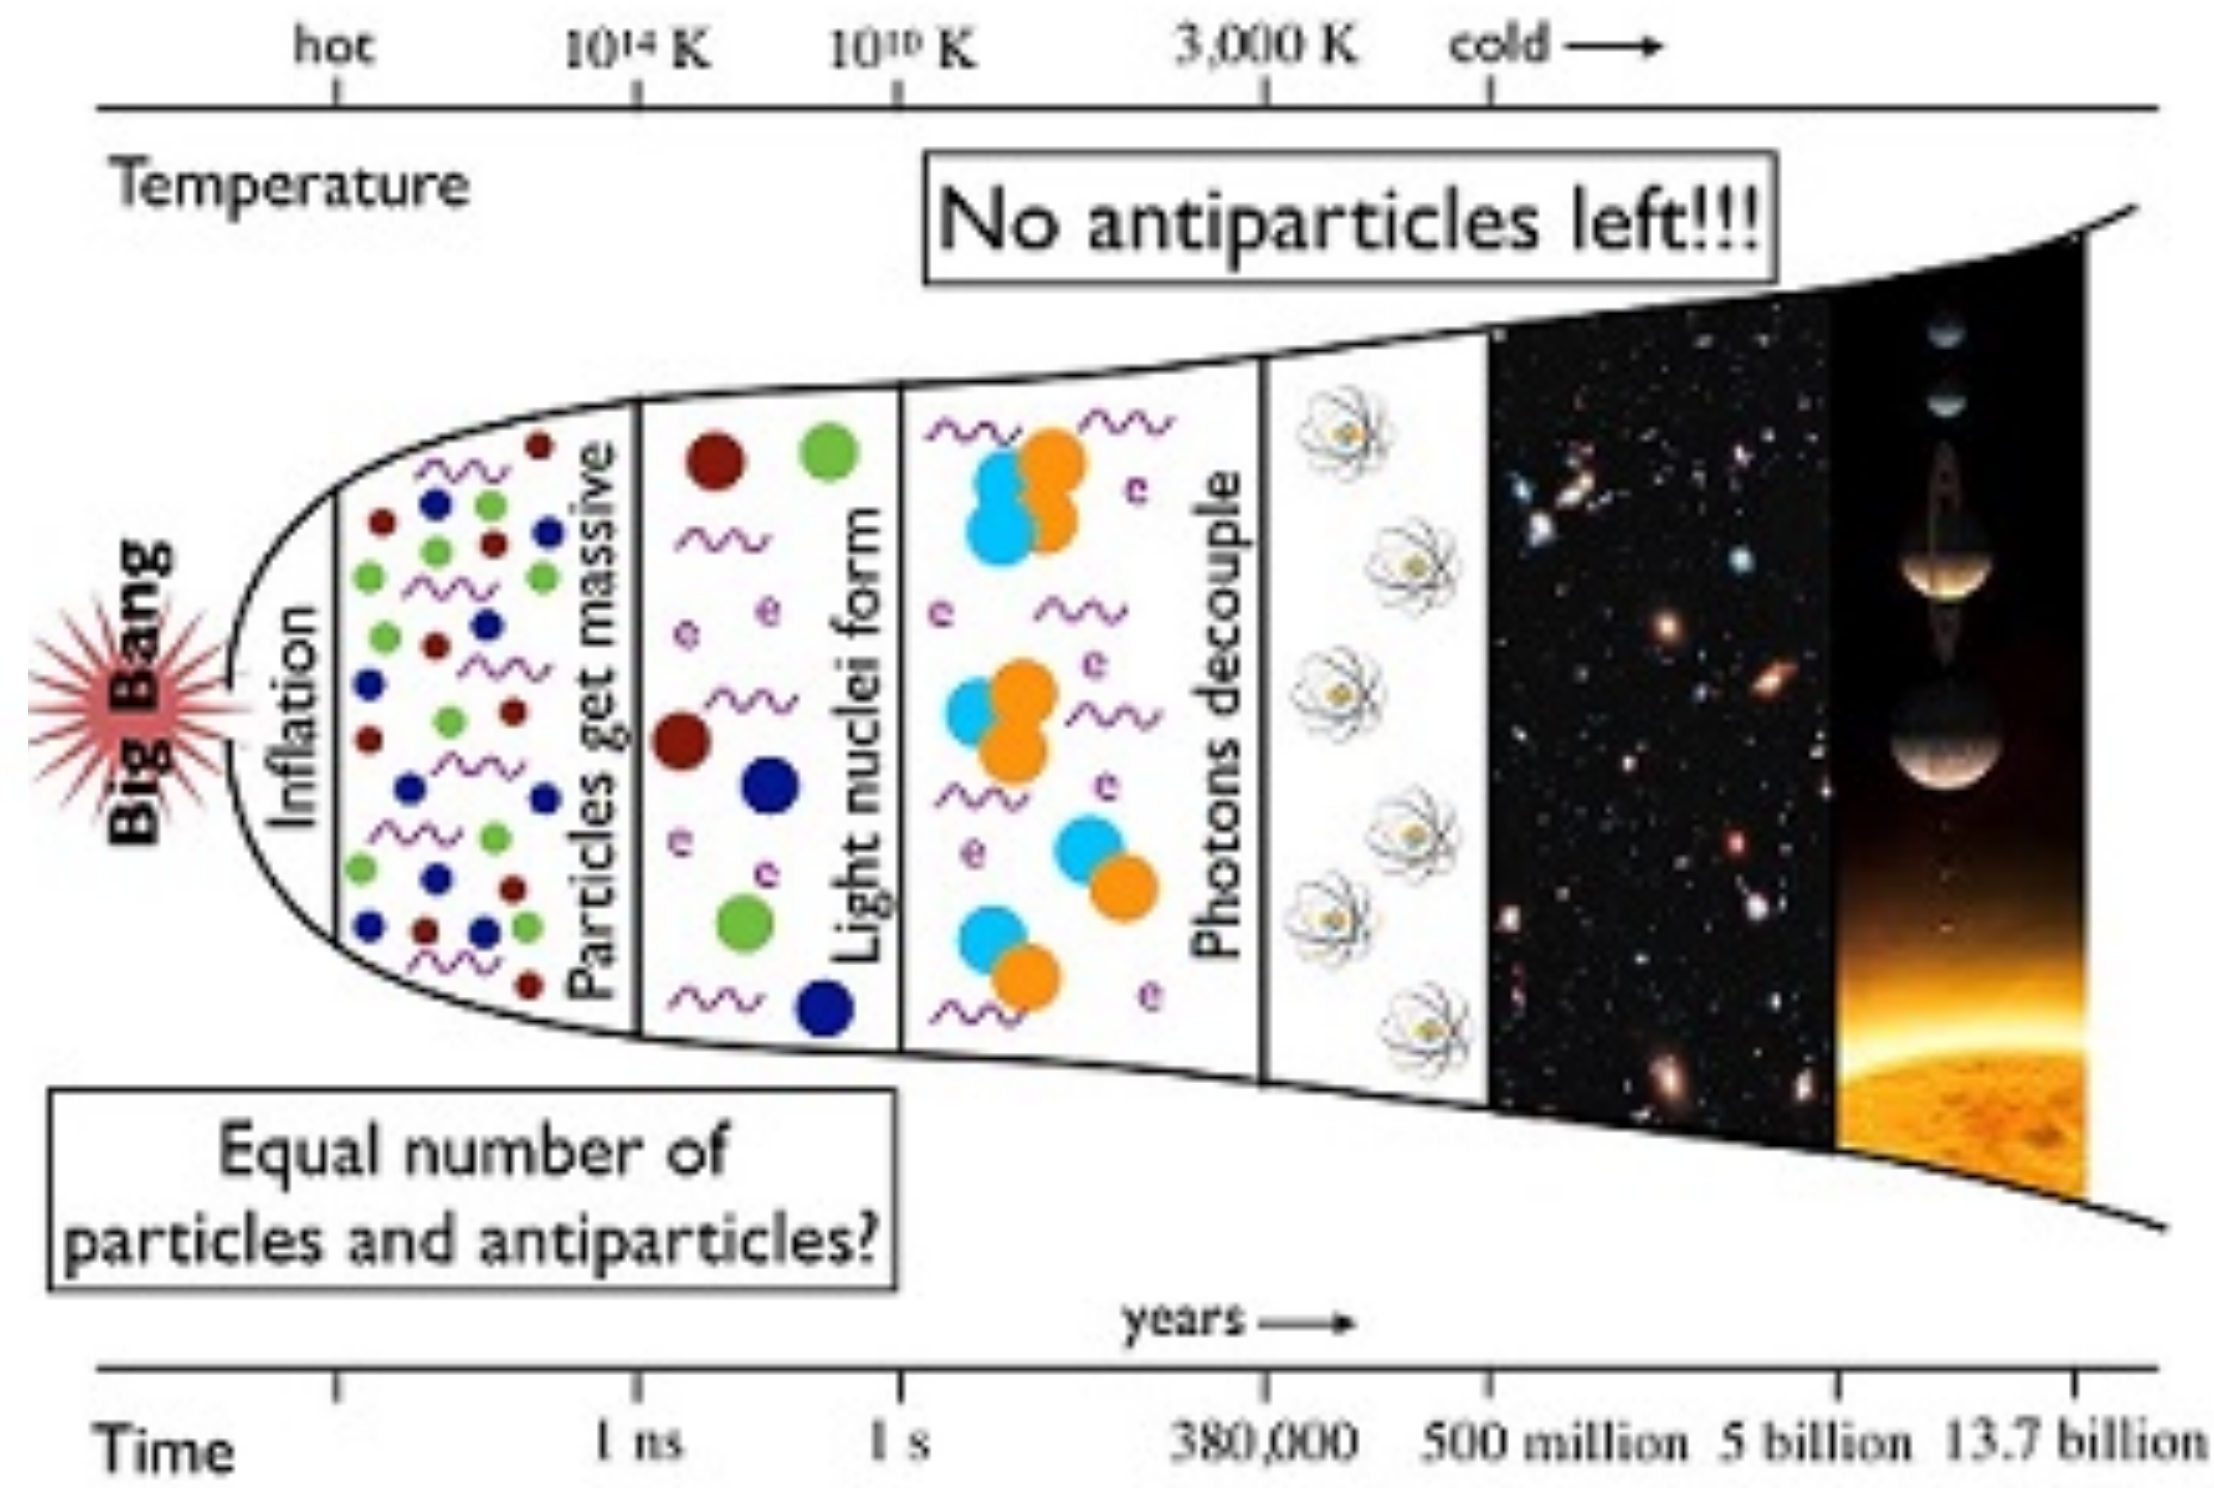 hot 10¹⁴ K 10¹⁰ K 3,000 K cold
Temperature
No antiparticles left!!!
Big Bang
Inflation
Particles get massive
Light nuclei form
Photons decouple
e
e
e
e
e
e
e
e
e
e
Equal number of
particles and antiparticles?
years
Time 1 ns 1 s 380,000 500 million 5 billion 13.7 billion